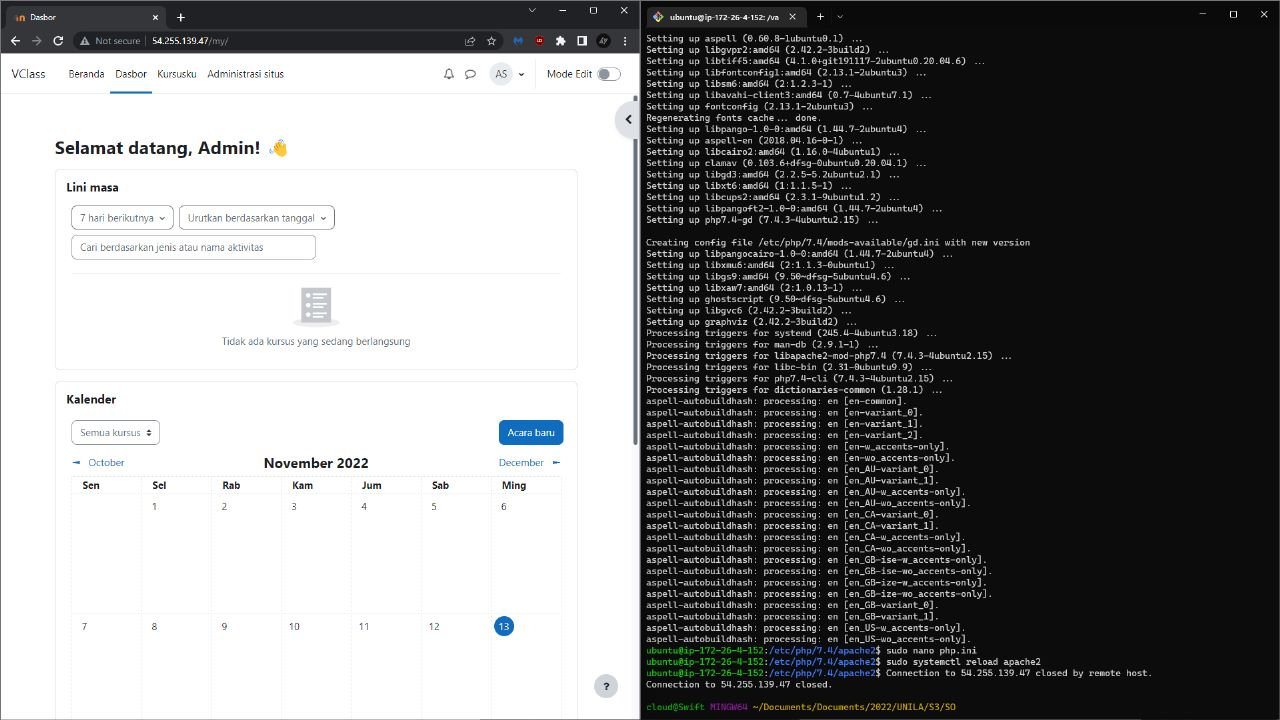 Dasbor
Not secure
54.255.139.47/my/
VClass
Beranda
Dasbor
Kursusku
Administrasi situs
AS
Mode Edit
Selamat datang, Admin! 👋
Lini masa
7 hari berikutnya
Urutkan berdasarkan tanggal
Cari berdasarkan jenis atau nama aktivitas
Tidak ada kursus yang sedang berlangsung
Kalender
Semua kursus
Acara baru
◄ October
November 2022
December ►
Sen Sel Rab Kam Jum Sab Ming
1 2 3 4 5 6
7 8 9 10 11 12 13
?
ubuntu@ip-172-26-4-152: /va
Setting up aspell (0.60.8-1ubuntu0.1) ...
Setting up libgvpr2:amd64 (2.42.2-3build2) ...
Setting up libtiff5:amd64 (4.1.0+git191117-2ubuntu0.20.04.6) ...
Setting up libfontconfig1:amd64 (2.13.1-2ubuntu3) ...
Setting up libsm6:amd64 (2:1.2.3-1) ...
Setting up libavahi-client3:amd64 (0.7-4ubuntu7.1) ...
Setting up fontconfig (2.13.1-2ubuntu3) ...
Regenerating fonts cache... done.
Setting up libpango-1.0-0:amd64 (1.44.7-2ubuntu4) ...
Setting up aspell-en (2018.04.16-0-1) ...
Setting up libcairo2:amd64 (1.16.0-4ubuntu1) ...
Setting up clamav (0.103.6+dfsg-0ubuntu0.20.04.1) ...
Setting up libgd3:amd64 (2.2.5-5.2ubuntu2.1) ...
Setting up libxt6:amd64 (1:1.1.5-1) ...
Setting up libcups2:amd64 (2.3.1-9ubuntu1.2) ...
Setting up libpangoft2-1.0-0:amd64 (1.44.7-2ubuntu4) ...
Setting up php7.4-gd (7.4.3-4ubuntu2.15) ...
Creating config file /etc/php/7.4/mods-available/gd.ini with new version
Setting up libpangocairo-1.0-0:amd64 (1.44.7-2ubuntu4) ...
Setting up libxmu6:amd64 (2:1.1.3-0ubuntu1) ...
Setting up libgs9:amd64 (9.50~dfsg-5ubuntu4.6) ...
Setting up libxaw7:amd64 (2:1.0.13-1) ...
Setting up ghostscript (9.50~dfsg-5ubuntu4.6) ...
Setting up libgvc6 (2.42.2-3build2) ...
Setting up graphviz (2.42.2-3build2) ...
Processing triggers for systemd (245.4-4ubuntu3.18) ...
Processing triggers for man-db (2.9.1-1) ...
Processing triggers for libapache2-mod-php7.4 (7.4.3-4ubuntu2.15) ...
Processing triggers for libc-bin (2.31-0ubuntu9.9) ...
Processing triggers for php7.4-cli (7.4.3-4ubuntu2.15) ...
Processing triggers for dictionaries-common (1.28.1) ...
aspell-autobuildhash: processing: en [en-common].
aspell-autobuildhash: processing: en [en-variant_0].
aspell-autobuildhash: processing: en [en-variant_1].
aspell-autobuildhash: processing: en [en-variant_2].
aspell-autobuildhash: processing: en [en-w_accents-only].
aspell-autobuildhash: processing: en [en-wo_accents-only].
aspell-autobuildhash: processing: en [en_AU-variant_0].
aspell-autobuildhash: processing: en [en_AU-variant_1].
aspell-autobuildhash: processing: en [en_AU-w_accents-only].
aspell-autobuildhash: processing: en [en_AU-wo_accents-only].
aspell-autobuildhash: processing: en [en_CA-variant_0].
aspell-autobuildhash: processing: en [en_CA-variant_1].
aspell-autobuildhash: processing: en [en_CA-w_accents-only].
aspell-autobuildhash: processing: en [en_CA-wo_accents-only].
aspell-autobuildhash: processing: en [en_GB-ise-w_accents-only].
aspell-autobuildhash: processing: en [en_GB-ise-wo_accents-only].
aspell-autobuildhash: processing: en [en_GB-ize-w_accents-only].
aspell-autobuildhash: processing: en [en_GB-ize-wo_accents-only].
aspell-autobuildhash: processing: en [en_GB-variant_0].
aspell-autobuildhash: processing: en [en_GB-variant_1].
aspell-autobuildhash: processing: en [en_US-w_accents-only].
aspell-autobuildhash: processing: en [en_US-wo_accents-only].
ubuntu@ip-172-26-4-152:/etc/php/7.4/apache2$ sudo nano php.ini
ubuntu@ip-172-26-4-152:/etc/php/7.4/apache2$ sudo systemctl reload apache2
ubuntu@ip-172-26-4-152:/etc/php/7.4/apache2$ Connection to 54.255.139.47 closed by remote host.
Connection to 54.255.139.47 closed.
cloud@Swift MINGW64 ~/Documents/Documents/2022/UNILA/S3/SO